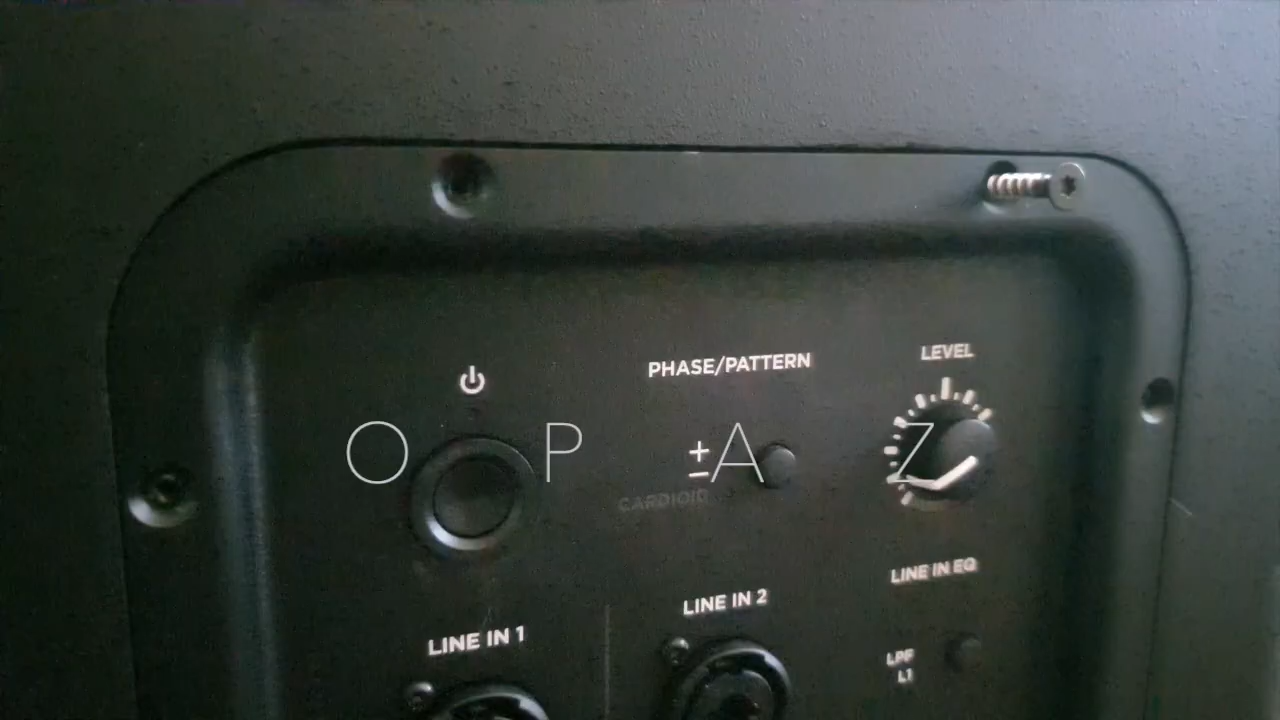 PHASE/PATTERN
LEVEL
O P A Z
±
CARDIOID
LINE IN EQ
LINE IN 2
LINE IN 1
LPF
L1